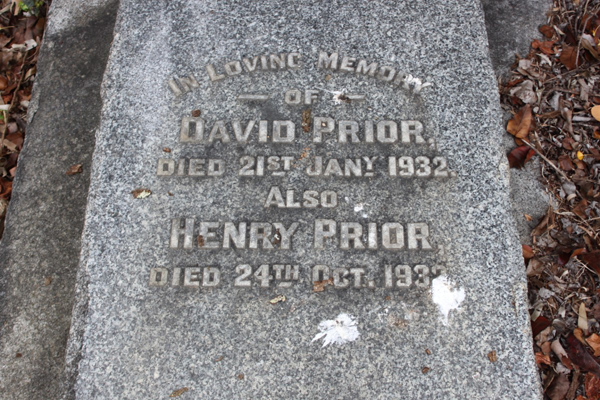 In Loving Memory
of
David Prior.
Died 21st Jany 1932.
Also
Henry Prior.
Died 24th Oct.